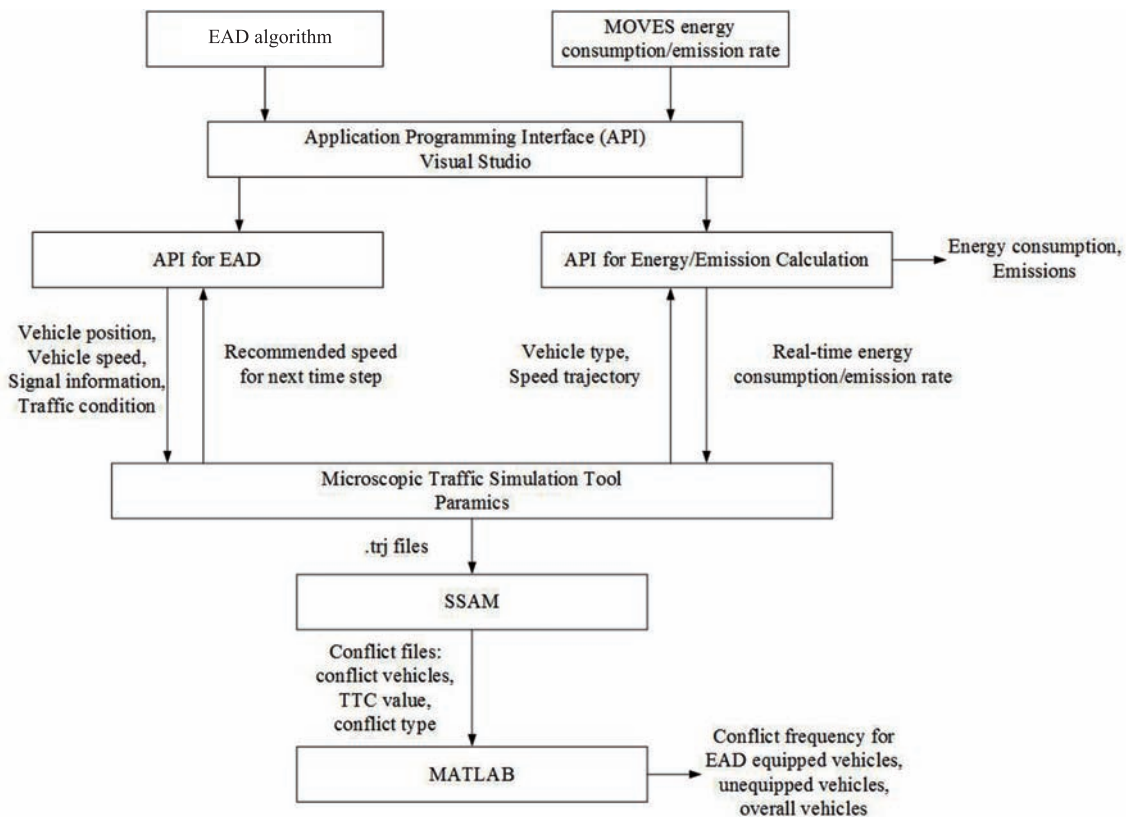 EAD algorithm
MOVES energy
consumption/emission rate
Application Programming Interface (API)
Visual Studio
API for EAD
API for Energy/Emission Calculation
Energy consumption,
Emissions
Vehicle position,
Vehicle speed,
Signal information,
Traffic condition
Recommended speed
for next time step
Vehicle type,
Speed trajectory
Real-time energy
consumption/emission rate
Microscopic Traffic Simulation Tool
Paramics
.trj files
SSAM
Conflict files:
conflict vehicles,
TTC value,
conflict type
MATLAB
Conflict frequency for
EAD equipped vehicles,
unequipped vehicles,
overall vehicles